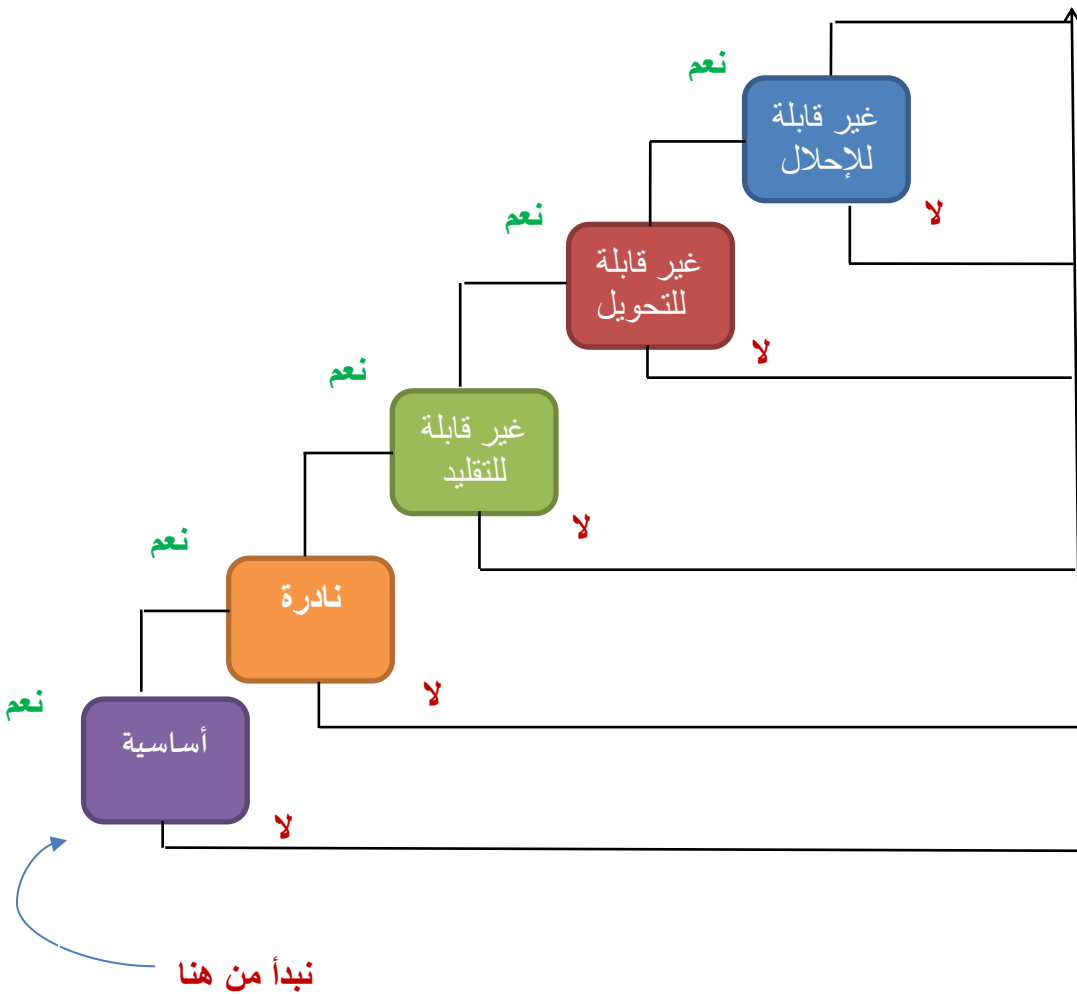 نعم
غير قابلة
للإحلال
لا
نعم
غير قابلة
للتحويل
لا
نعم
غير قابلة
للتقليد
لا
نعم
نادرة
لا
نعم
أساسية
لا
نبدأ من هنا